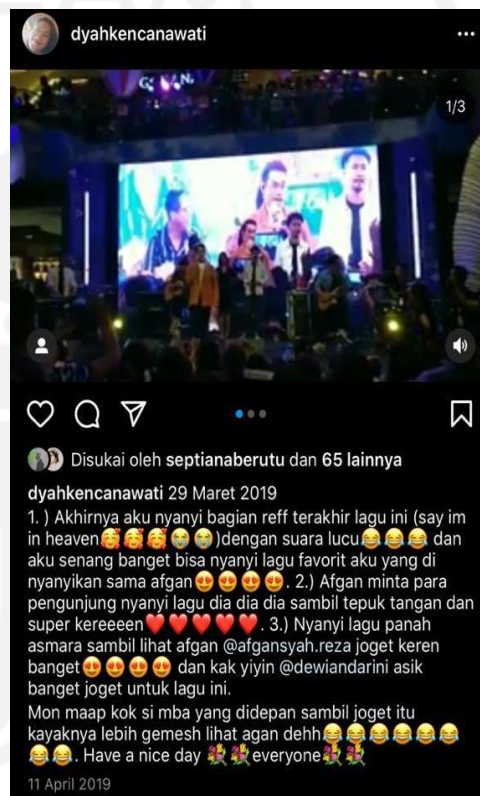 dyahkencanawati
1/3
Disukai oleh septianaberutu dan 65 lainnya
dyahkencanawati 29 Maret 2019
1. ) Akhirnya aku nyanyi bagian reff terakhir lagu ini (say im
in heaven🥰🥰🥰😭😭)dengan suara lucu😂😂😂 dan
aku senang banget bisa nyanyi lagu favorit aku yang di
nyanyikan sama afgan😍😍😍😍. 2.) Afgan minta para
pengunjung nyanyi lagu dia dia dia sambil tepuk tangan dan
super kereeeen❤️❤️❤️❤️❤️. 3.) Nyanyi lagu panah
asmara sambil lihat afgan @afgansyah.reza joget keren
banget😍😍😍😍 dan kak yiyin @dewiandarini asik
banget joget untuk lagu ini.
Mon maap kok si mba yang didepan sambil joget itu
kayaknya lebih gemesh lihat agan dehh😂😂😂😂😂😂
😂😂. Have a nice day 💐💐everyone💐💐
11 April 2019